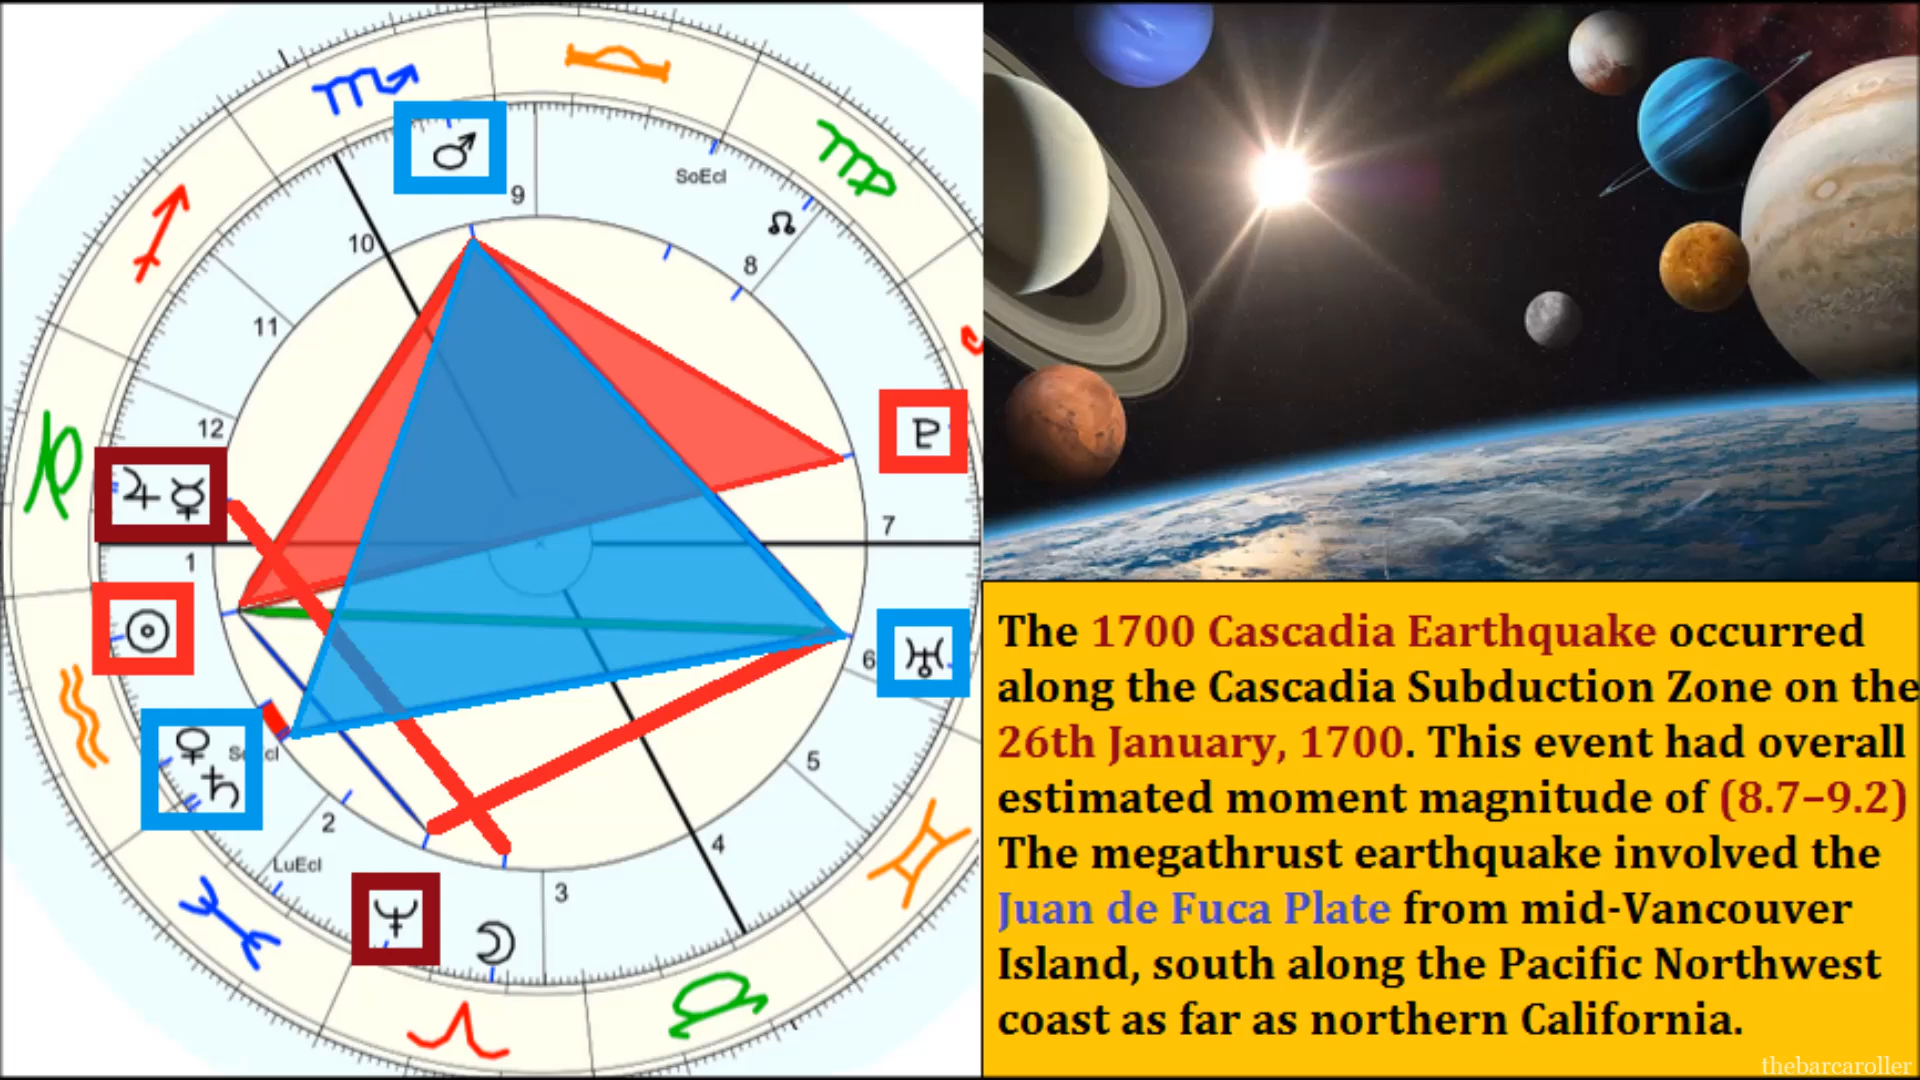 SoEcl
9
10
8
11
12
7
1
6
SoEcl
5
2
4
LuEcl
3
The 1700 Cascadia Earthquake occurred
along the Cascadia Subduction Zone on the
26th January, 1700. This event had overall
estimated moment magnitude of (8.7–9.2)
The megathrust earthquake involved the
Juan de Fuca Plate from mid-Vancouver
Island, south along the Pacific Northwest
coast as far as northern California.
thebarcaroller